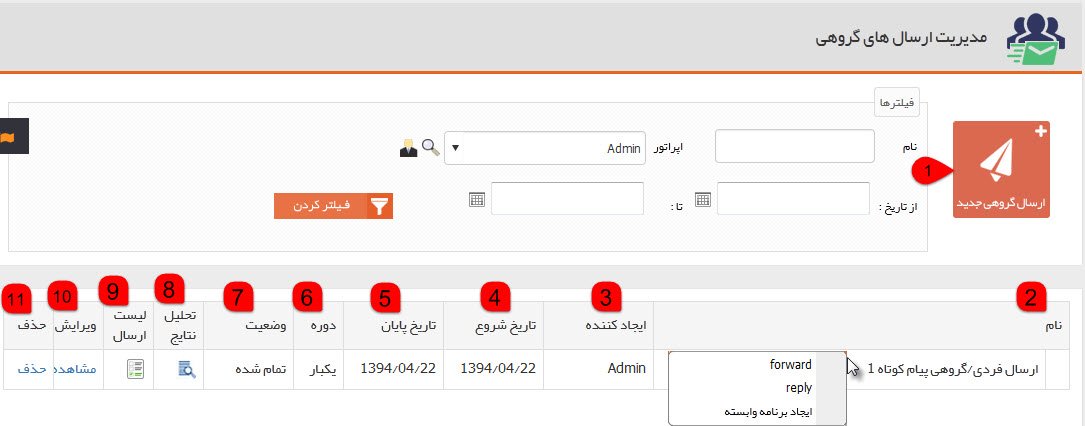 مدیریت ارسال های گروهی
فیلترها
1
ارسال گروهی جدید
نام
اپراتور
Admin
از تاریخ :
تا :
فیلتر کردن
2 3 4 5 6 7 8 9 10 11
نام ایجاد کننده تاریخ شروع تاریخ پایان دوره وضعیت تحلیل نتایج لیست ارسال ویرایش حذف
ارسال فردی/گروهی پیام کوتاه 1 Admin 1394/04/22 1394/04/22 یکبار تمام شده مشاهده حذف
forward
reply
ایجاد برنامه وابسته